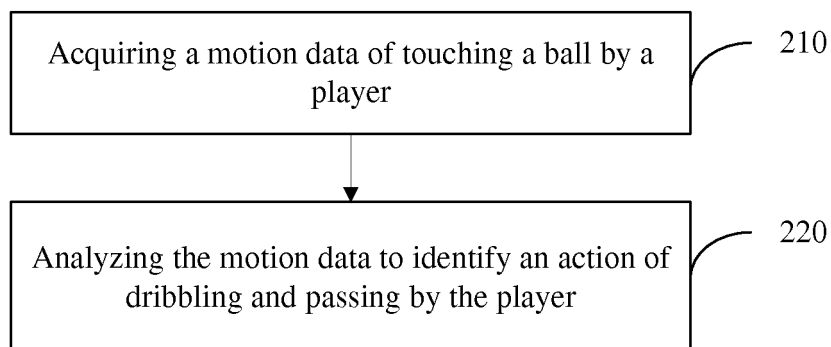 Acquiring a motion data of touching a ball by a
player
210
Analyzing the motion data to identify an action of
dribbling and passing by the player
220